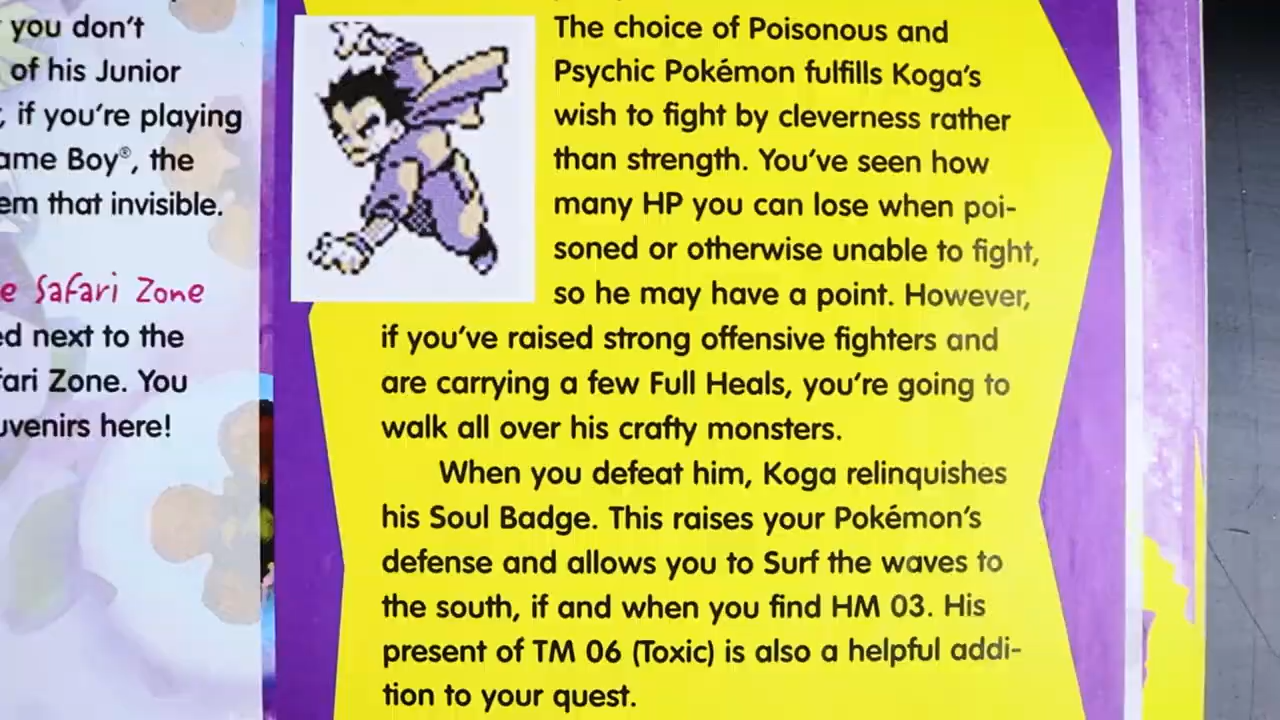 you don't
of his Junior
if you're playing
ame Boy®, the
em that invisible.
e Safari Zone
ed next to the
fari Zone. You
uvenirs here!
The choice of Poisonous and
Psychic Pokémon fulfills Koga's
wish to fight by cleverness rather
than strength. You've seen how
many HP you can lose when poi-
soned or otherwise unable to fight,
so he may have a point. However,
if you've raised strong offensive fighters and
are carrying a few Full Heals, you're going to
walk all over his crafty monsters.
When you defeat him, Koga relinquishes
his Soul Badge. This raises your Pokémon's
defense and allows you to Surf the waves to
the south, if and when you find HM 03. His
present of TM 06 (Toxic) is also a helpful addi-
tion to your quest.